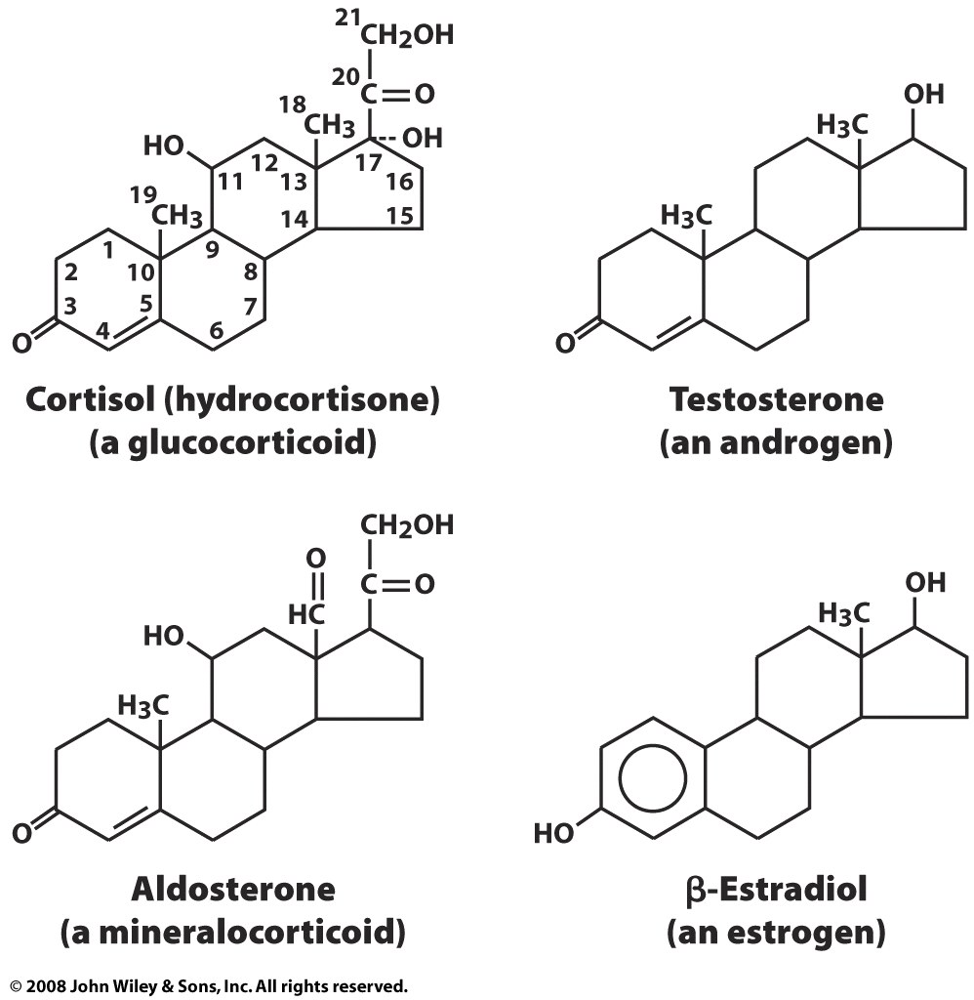 21
CH2OH
20
C=O
18
CH3
OH
HO
12
17
11
13
16
19
CH3
14
15
1
9
2
10
8
3
5
7
4
6
O
Cortisol (hydrocortisone)
(a glucocorticoid)
OH
H3C
H3C
O
Testosterone
(an androgen)
CH2OH
O
C=O
HC
HO
H3C
O
Aldosterone
(a mineralocorticoid)
OH
H3C
HO
β-Estradiol
(an estrogen)
© 2008 John Wiley & Sons, Inc. All rights reserved.